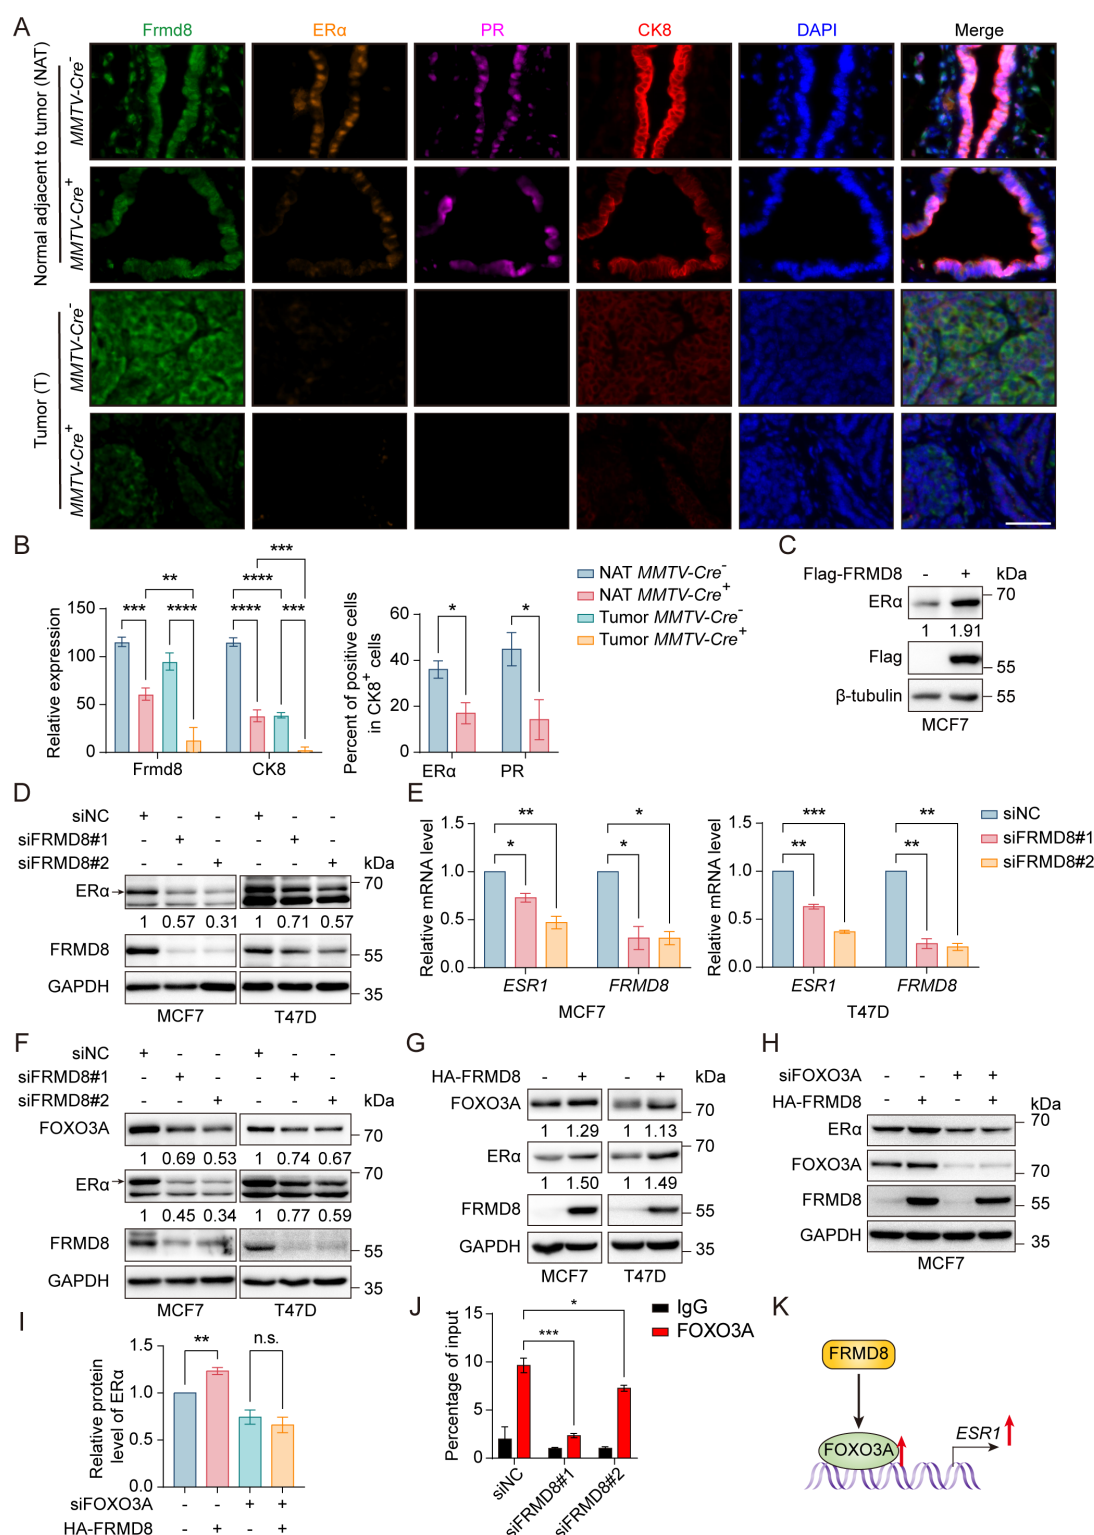 A
Frmd8 ERα PR CK8 DAPI Merge
Normal adjacent to tumor (NAT)
MMTV-Cre-
MMTV-Cre+
Tumor (T)
MMTV-Cre-
MMTV-Cre+
B
Relative expression
150
100
50
0
*** ** ****
**** **** *** ***
Frmd8 CK8
Percent of positive cells
in CK8+ cells
60
40
20
0
* *
ERα PR
NAT MMTV-Cre-
NAT MMTV-Cre+
Tumor MMTV-Cre-
Tumor MMTV-Cre+
C
Flag-FRMD8 - + kDa
ERα 70
1 1.91
Flag 55
β-tubulin 55
MCF7
D
siNC + - - + - -
siFRMD8#1 - + - - + -
siFRMD8#2 - - + - - + kDa
ERα 70
1 0.57 0.31 1 0.71 0.57
FRMD8 55
GAPDH 35
MCF7 T47D
E
Relative mRNA level
1.5
1.0
0.5
0.0
* ** * *
ESR1 FRMD8
MCF7
Relative mRNA level
1.5
1.0
0.5
0.0
** *** ** **
ESR1 FRMD8
T47D
siNC
siFRMD8#1
siFRMD8#2
F
siNC + - - + - -
siFRMD8#1 - + - - + -
siFRMD8#2 - - + - - + kDa
FOXO3A 70
1 0.69 0.53 1 0.74 0.67
ERα 70
1 0.45 0.34 1 0.77 0.59
FRMD8 55
GAPDH 35
MCF7 T47D
G
HA-FRMD8 - + - + kDa
FOXO3A 70
1 1.29 1 1.13
ERα
1 1.50 1 1.49
FRMD8 55
GAPDH 35
MCF7 T47D
H
siFOXO3A - - + +
HA-FRMD8 - + - + kDa
ERα 70
FOXO3A 70
FRMD8 55
GAPDH 35
MCF7
I
Relative protein
level of ERα
1.5
1.0
0.5
0.0
** n.s.
siFOXO3A - - + +
HA-FRMD8 - + - +
J
Percentage of input
15
10
5
0
*** *
IgG
FOXO3A
siNC
siFRMD8#1
siFRMD8#2
K
FRMD8
FOXO3A
ESR1